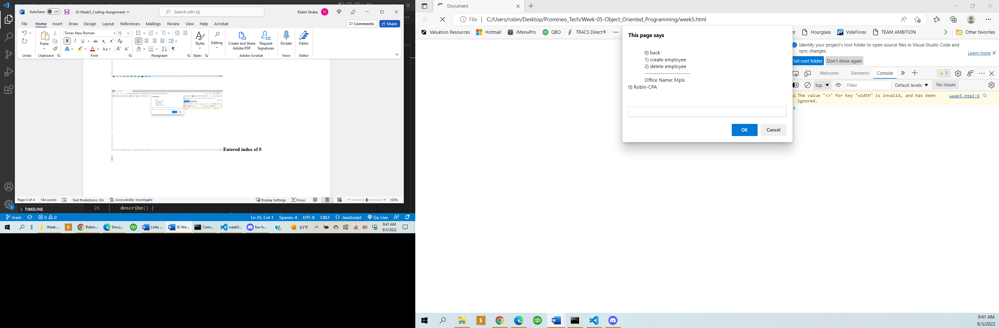 AutoSave Off JS-Week5_Coding-Assignment Search (Alt+Q) Robin Straka RS
File Home Insert Draw Design Layout References Mailings Review View Help Acrobat Comments Share
Times New Roman 12
Paste Styles Editing Create and Share Adobe PDF Request Signatures Dictate Editor
Undo Clipboard Font Paragraph Styles Adobe Acrobat Voice Editor
Entered index of 0
Page 4 of 4 184 words Text Predictions: On Accessibility: Investigate Display Settings Focus 100%
TIMELINE 26 describe() {
main 0 0 Ln 25, Col 1 Spaces: 4 UTF-8 CRLF {} JavaScript Go Live
Week-... Robin... Docu... Links ... JS-We... Com... week5... hw-h... 61°F 9:41 AM
9/3/2022
Document
File C:/Users/robin/Desktop/Promineo_Tech/Week-05-Object_Oriented_Programming/week5.html
Valuation Resources Hotmail iMenuPro QBO TRACS Direct® Sysco er Hourglass VideForex TEAM AMBITION Other favorites
This page says
0) back
1) create employee
2) delete employee
-----------------------
Office Name: Mpls
0) Robin-CPA
OK Cancel
Identify your project's root folder to open source files in Visual Studio Code and
sync changes. Learn more
Set root folder Don't show again
Welcome Elements Console 1
top Filter Default levels No Issues
The value "<>" for key "width" is invalid, and has been week5.html:6
ignored.
9:41 AM
9/3/2022